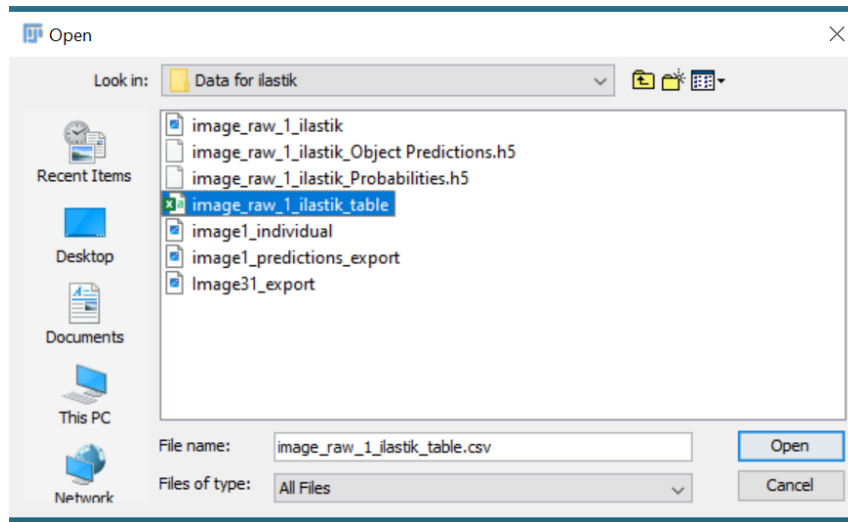 Open
Look in:
Data for ilastik
Recent Items
Desktop
Documents
This PC
Network
image_raw_1_ilastik
image_raw_1_ilastik_Object Predictions.h5
image_raw_1_ilastik_Probabilities.h5
image_raw_1_ilastik_table
image1_individual
image1_predictions_export
Image31_export
File name:
image_raw_1_ilastik_table.csv
Open
Files of type:
All Files
Cancel